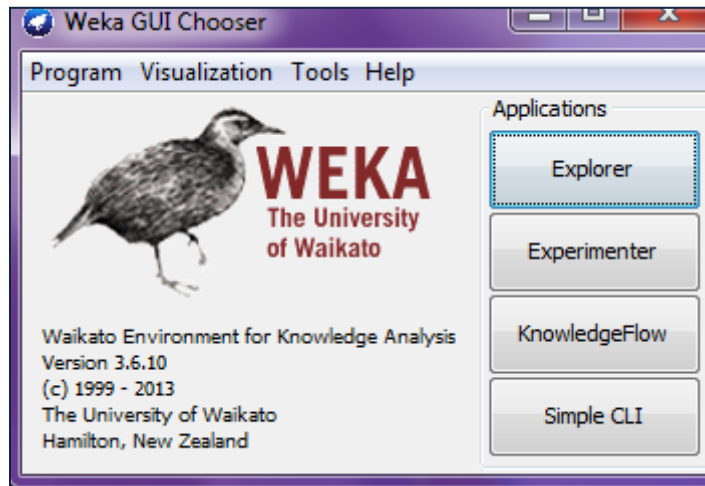 Weka GUI Chooser
Program Visualization Tools Help
WEKA
The University
of Waikato
Waikato Environment for Knowledge Analysis
Version 3.6.10
(c) 1999 - 2013
The University of Waikato
Hamilton, New Zealand
Applications
Explorer
Experimenter
KnowledgeFlow
Simple CLI